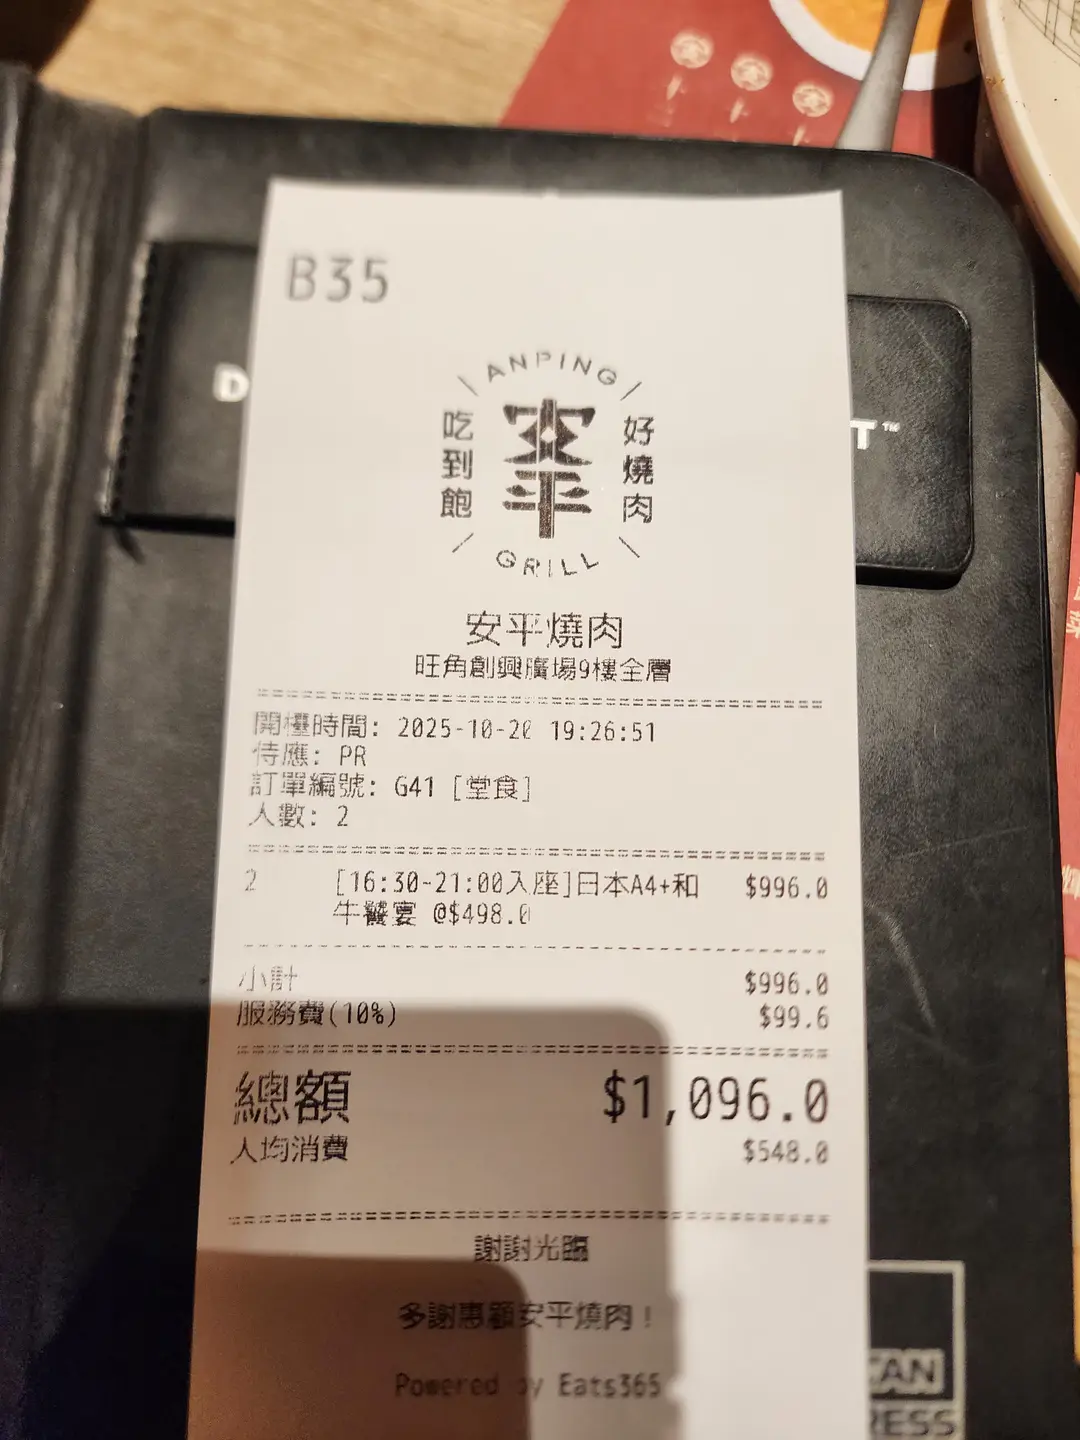 B35
ANPING
吃到飽
安平
好燒肉
GRILL
安平燒肉
旺角創興廣場9樓全層
開檯時間: 2025-10-20 19:26:51
侍應: PR
訂單編號: G41 [堂食]
人數: 2
2 [16:30-21:00入座]日本A4+和 $996.0
牛饗宴 @$498.0
小計 $996.0
服務費(10%) $99.6
總額 $1,096.0
人均消費 $548.0
謝謝光臨
多謝惠顧安平燒肉！
Powered by Eats365
D
T™
CAN
RESS